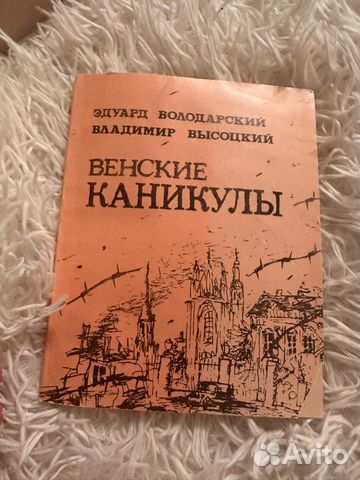 ЭДУАРД ВОЛОДАРСКИЙ
ВЛАДИМИР ВЫСОЦКИЙ
ВЕНСКИЕ
КАНИКУЛЫ
Avito